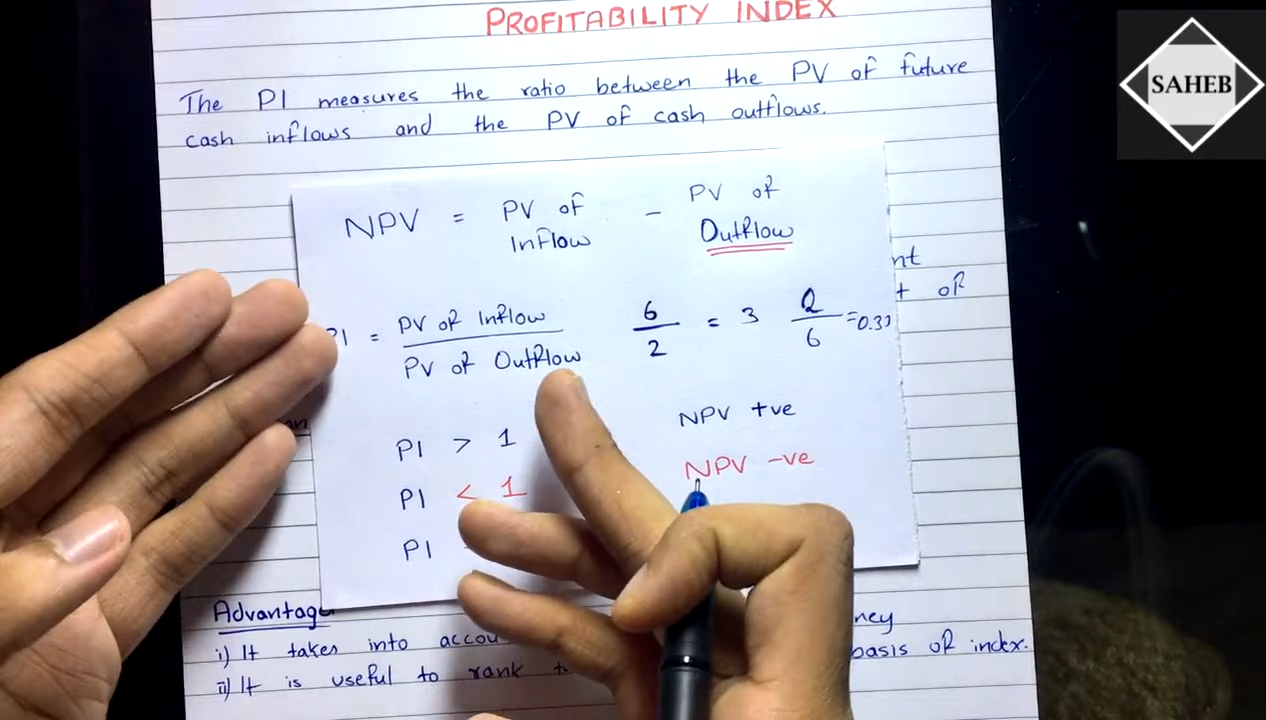 PROFITABILITY INDEX
SAHEB
The PI measures the ratio between the PV of future
cash inflows and the PV of cash outflows.
NPV = PV of Inflow - PV of Outflow
PI = PV of Inflow / PV of Outflow
6/2 = 3 2/6 =0.33
PI > 1 NPV +ve
PI < 1 NPV -ve
PI
Advantage
i) It takes into
ii) It is useful to rank basis of index.